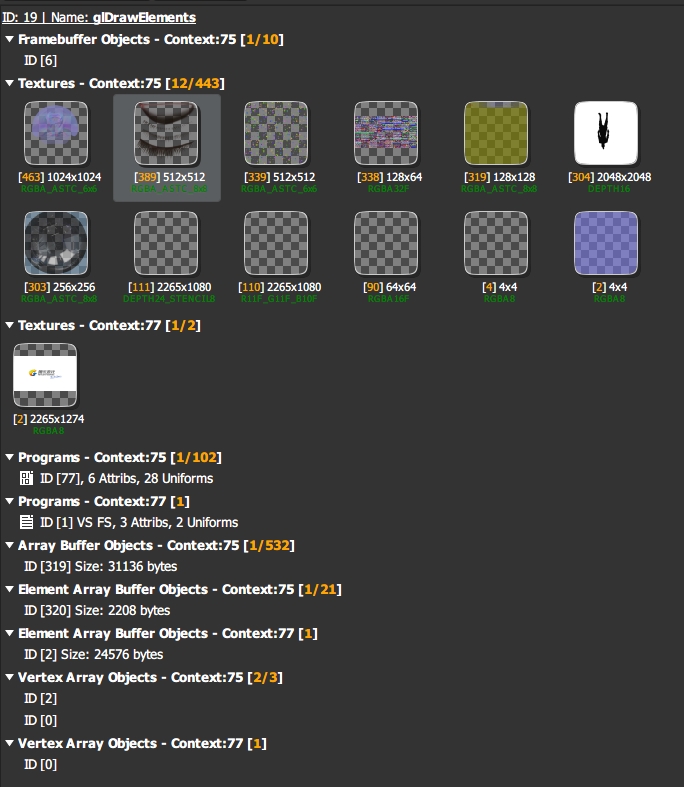 ID: 19 | Name: glDrawElements
Framebuffer Objects - Context:75 [1/10]
ID [6]
Textures - Context:75 [12/443]
[463] 1024x1024
RGBA_ASTC_6x6
[389] 512x512
RGBA_ASTC_8x8
[339] 512x512
RGBA_ASTC_6x6
[338] 128x64
RGBA32F
[319] 128x128
RGBA_ASTC_8x8
[304] 2048x2048
DEPTH16
[303] 256x256
RGBA_ASTC_8x8
[111] 2265x1080
DEPTH24_STENCIL8
[110] 2265x1080
R11F_G11F_B10F
[90] 64x64
RGBA16F
[4] 4x4
RGBA8
[2] 4x4
RGBA8
Textures - Context:77 [1/2]
[2] 2265x1274
RGBA8
Programs - Context:75 [1/102]
ID [77], 6 Attribs, 28 Uniforms
Programs - Context:77 [1]
ID [1] VS FS, 3 Attribs, 2 Uniforms
Array Buffer Objects - Context:75 [1/532]
ID [319] Size: 31136 bytes
Element Array Buffer Objects - Context:75 [1/21]
ID [320] Size: 2208 bytes
Element Array Buffer Objects - Context:77 [1]
ID [2] Size: 24576 bytes
Vertex Array Objects - Context:75 [2/3]
ID [2]
ID [0]
Vertex Array Objects - Context:77 [1]
ID [0]